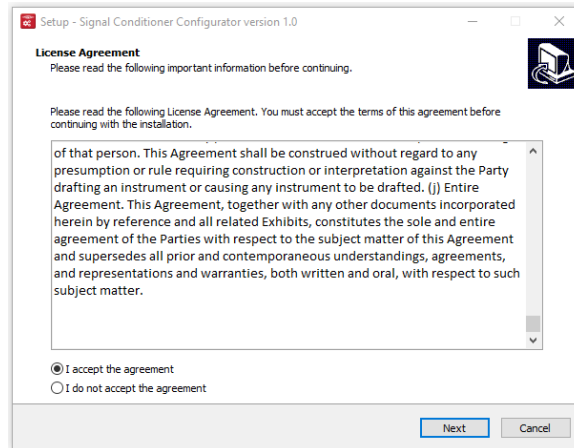 Setup - Signal Conditioner Configurator version 1.0
License Agreement
Please read the following important information before continuing.
Please read the following License Agreement. You must accept the terms of this agreement before
continuing with the installation.
of that person. This Agreement shall be construed without regard to any
presumption or rule requiring construction or interpretation against the Party
drafting an instrument or causing any instrument to be drafted. (j) Entire
Agreement. This Agreement, together with any other documents incorporated
herein by reference and all related Exhibits, constitutes the sole and entire
agreement of the Parties with respect to the subject matter of this Agreement
and supersedes all prior and contemporaneous understandings, agreements,
and representations and warranties, both written and oral, with respect to such
subject matter.
I accept the agreement
I do not accept the agreement
Next
Cancel